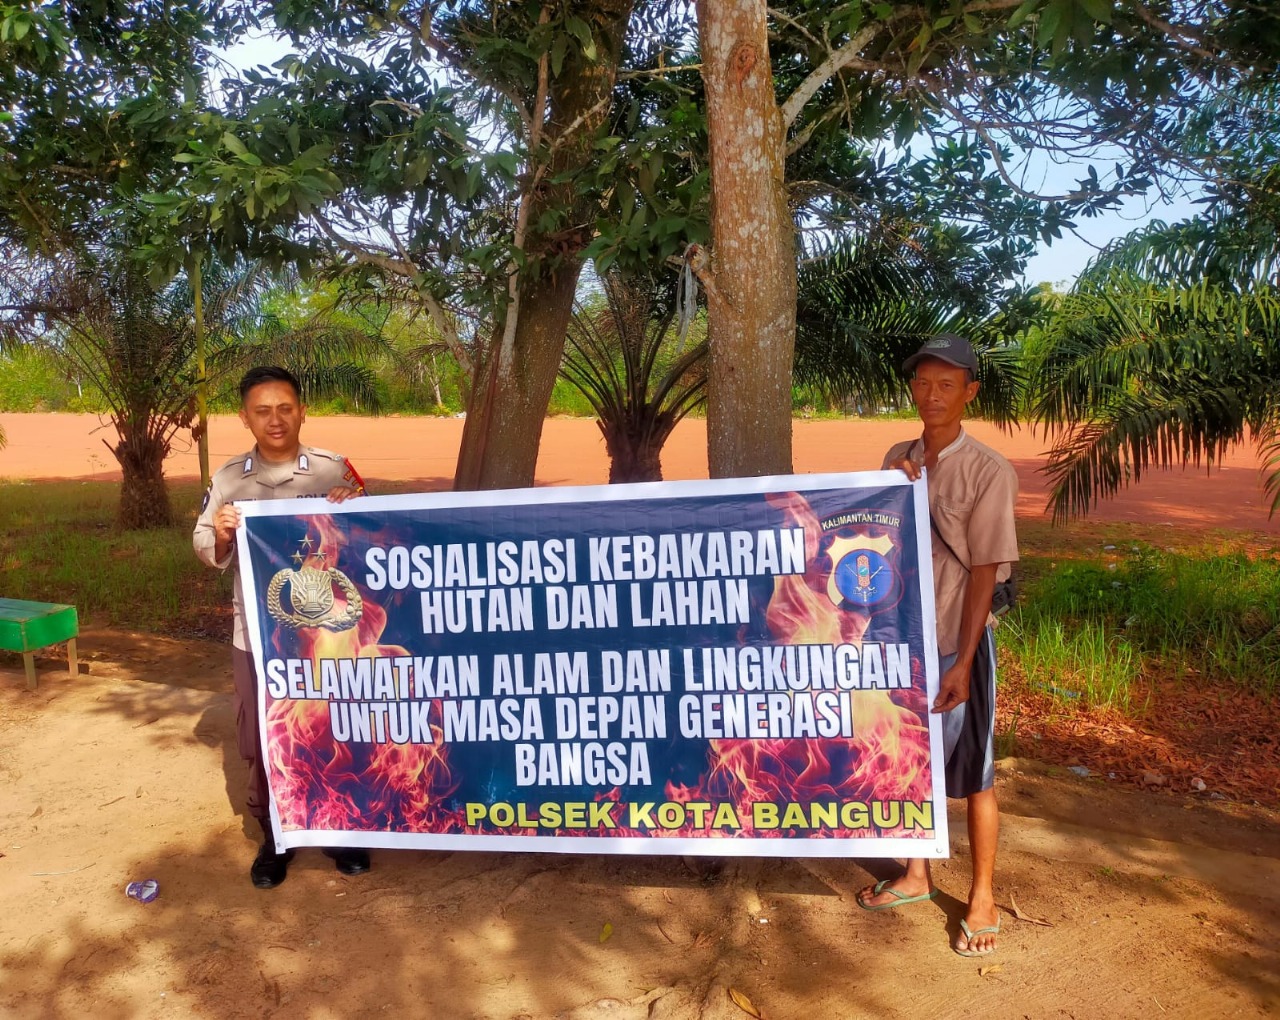 KALIMANTAN TIMUR
SOSIALISASI KEBAKARAN
HUTAN DAN LAHAN
SELAMATKAN ALAM DAN LINGKUNGAN
UNTUK MASA DEPAN GENERASI
BANGSA
POLSEK KOTA BANGUN